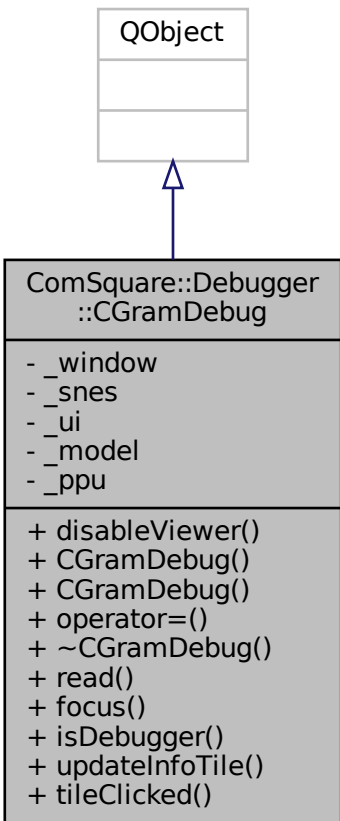 QObject
ComSquare::Debugger
::CGramDebug
- _window
- _snes
- _ui
- _model
- _ppu
+ disableViewer()
+ CGramDebug()
+ CGramDebug()
+ operator=()
+ ~CGramDebug()
+ read()
+ focus()
+ isDebugger()
+ updateInfoTile()
+ tileClicked()